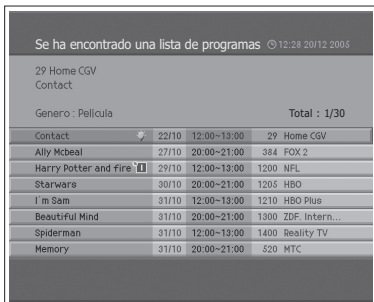 Se ha encontrado una lista de programas 12:28 20/12 2005
29 Home CGV
Contact
Genero : Película Total : 1/30
Contact 22/10 12:00~13:00 29 Home CGV
Ally Mcbeal 27/10 20:00~21:00 384 FOX 2
Harry Potter and fire 29/10 12:00~13:00 1200 NFL
Starwars 30/10 20:00~21:00 1205 HBO
I`m Sam 31/10 12:00~13:00 1210 HBO Plus
Beautiful Mind 31/10 20:00~21:00 1300 ZDF. Intern...
Spiderman 31/10 12:00~13:00 1400 Reality TV
Memory 31/10 20:00~21:00 520 MTC